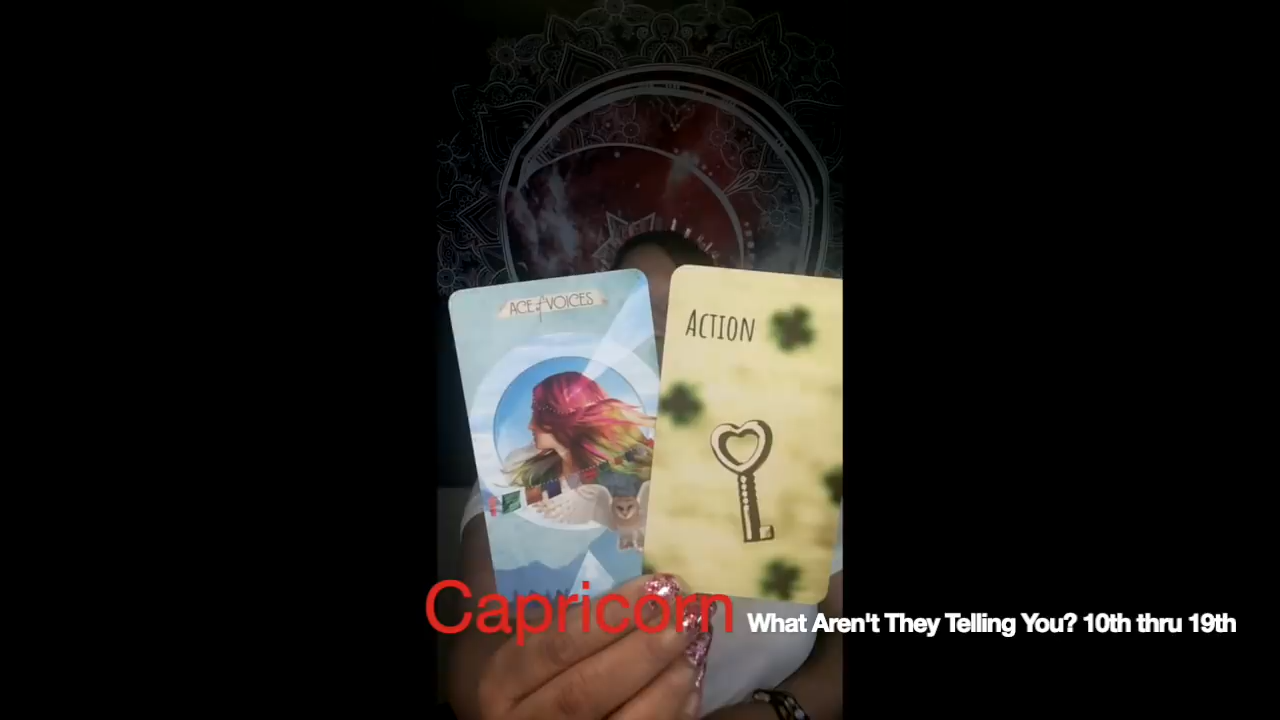 ACE of VOICES
ACTION
Capricorn What Aren't They Telling You? 10th thru 19th